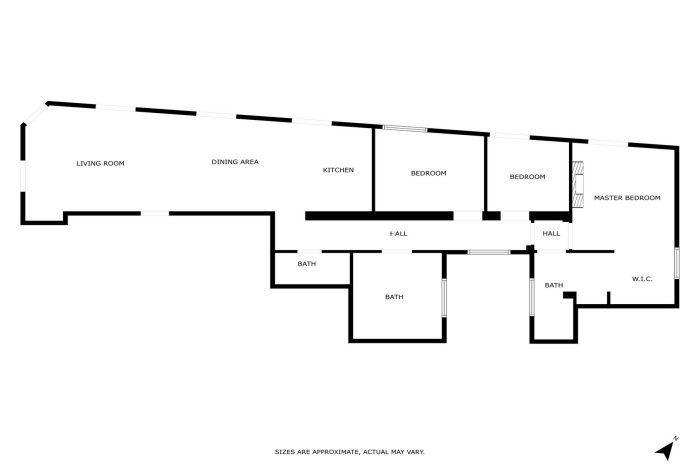 LIVING ROOM
DINING AREA
KITCHEN
BEDROOM
BEDROOM
MASTER BEDROOM
HALL
HALL
BATH
BATH
BATH
W.I.C.
SIZES ARE APPROXIMATE, ACTUAL MAY VARY.
N